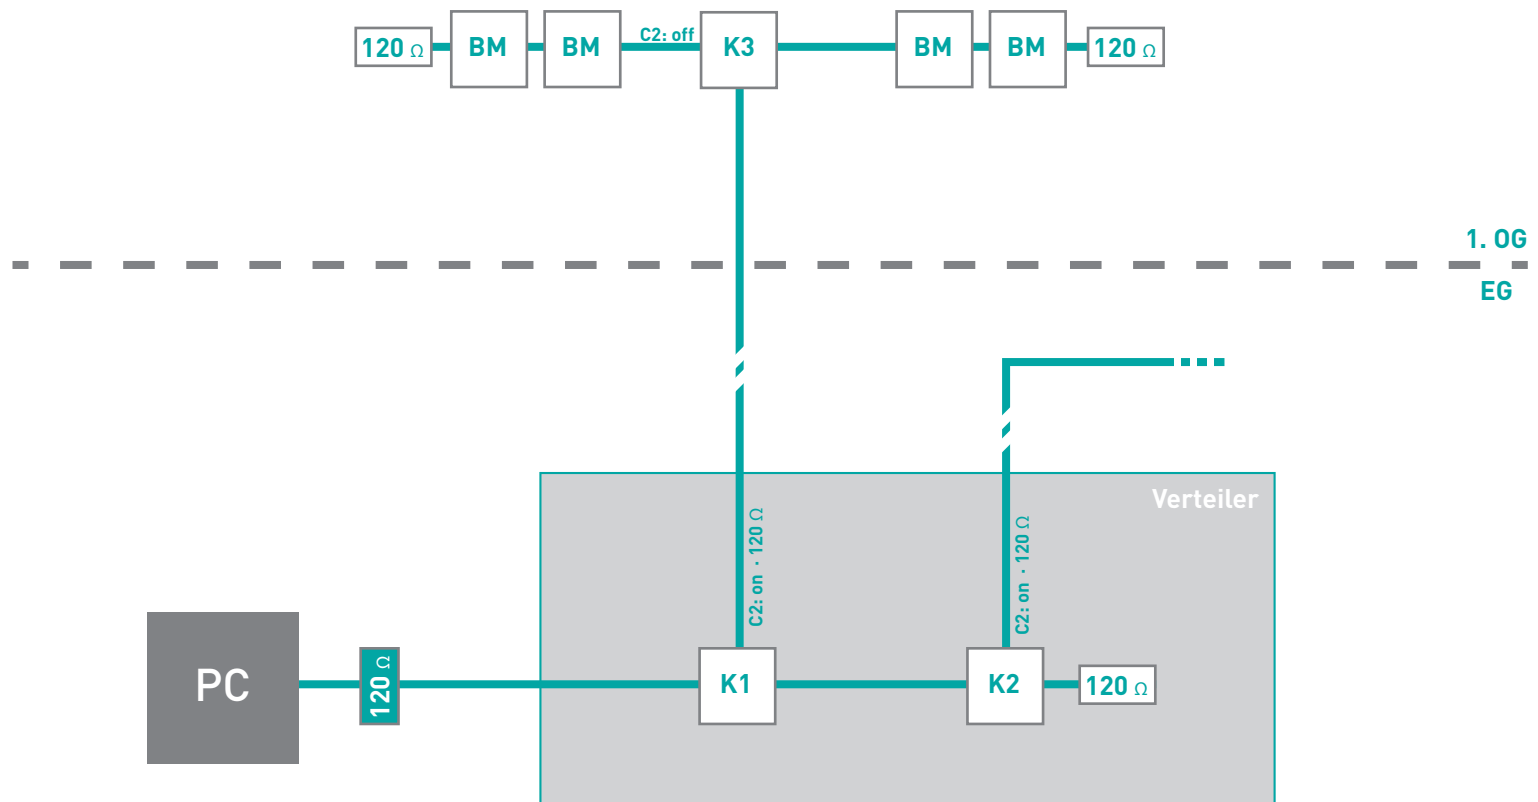 120 Ω
BM
BM
C2: off
K3
BM
BM
120 Ω
1. OG
EG
Verteiler
C2: on · 120 Ω
C2: on · 120 Ω
PC
120 Ω
K1
K2
120 Ω